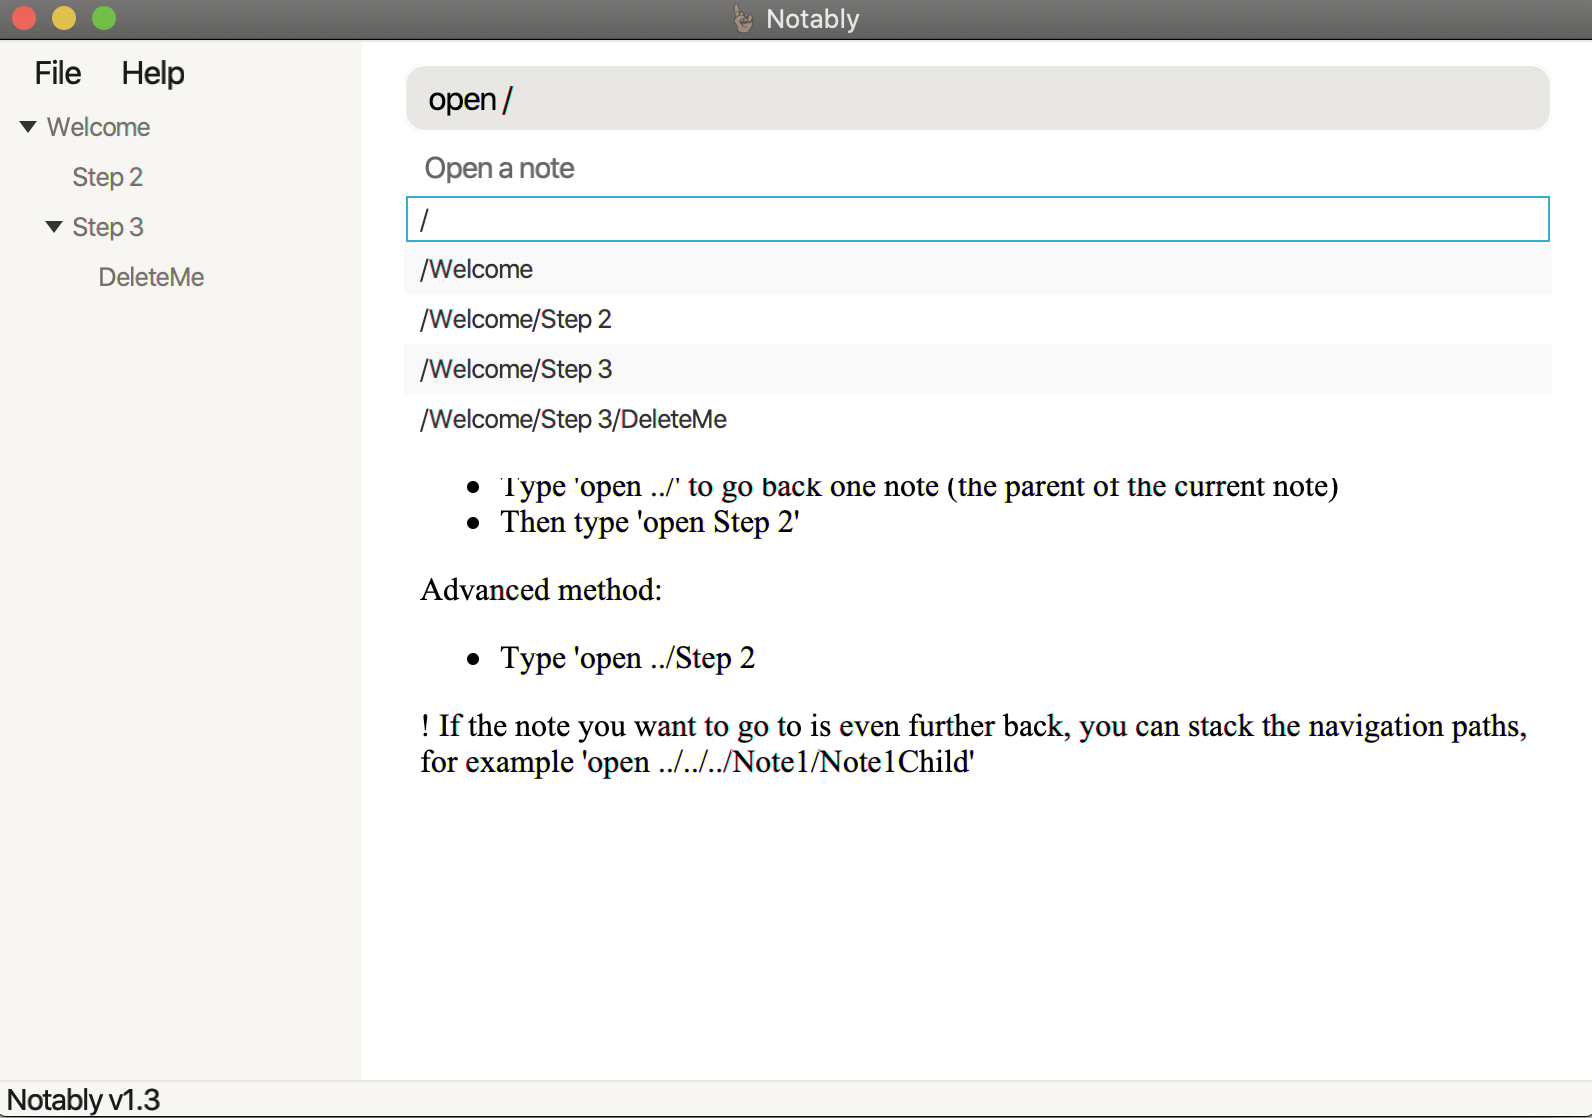 Notably
File Help
open /
Welcome
Step 2
Step 3
DeleteMe
Open a note
/
/Welcome
/Welcome/Step 2
/Welcome/Step 3
/Welcome/Step 3/DeleteMe
Type 'open ../' to go back one note (the parent of the current note)
Then type 'open Step 2'
Advanced method:
Type 'open ../Step 2
! If the note you want to go to is even further back, you can stack the navigation paths,
for example 'open ../../../Note1/Note1Child'
Notably v1.3